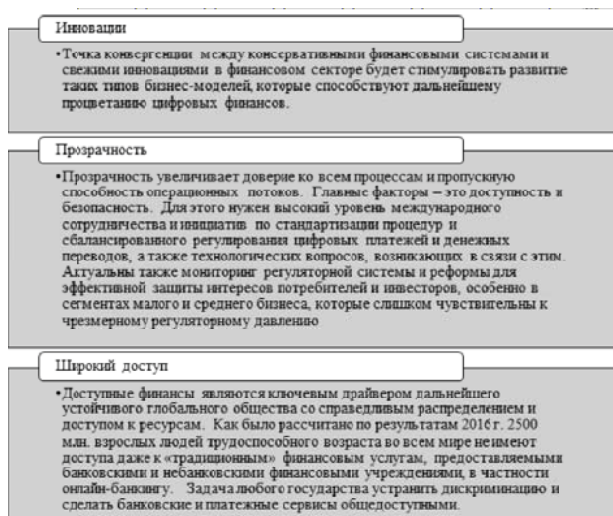 Инновации
•Точка конвергенции между консервативными финансовыми системами и
свежими инновациями в финансовом секторе будет стимулировать развитие
таких типов бизнес-моделей, которые способствуют дальнейшему
процветанию цифровых финансов.
Прозрачность
•Прозрачность увеличивает доверие ко всем процессам и пропускную
способность операционных потоков. Главные факторы – это доступность и
безопасность. Для этого нужен высокий уровень международного
сотрудничества и инициатив по стандартизации процедур и
сбалансированного регулирования цифровых платежей и денежных
переводов, а также технологических вопросов, возникающих в связи с этим.
Актуальны также мониторинг регуляторной системы и реформы для
эффективной защиты интересов потребителей и инвесторов, особенно в
сегментах малого и среднего бизнеса, которые слишком чувствительны к
чрезмерному регуляторному давлению
Широкий доступ
•Доступные финансы являются ключевым драйвером дальнейшего
устойчивого глобального общества со справедливым распределением и
доступом к ресурсам. Как было рассчитано по результатам 2016 г. 2500
млн. взрослых людей трудоспособного возраста во всем мире не имеют
доступа даже к «традиционным» финансовым услугам, предоставляемыми
банковскими и небанковскими финансовыми учреждениями, в частности
онлайн-банкингу. Задача любого государства устранить дискриминацию и
сделать банковские и платежные сервисы общедоступными.